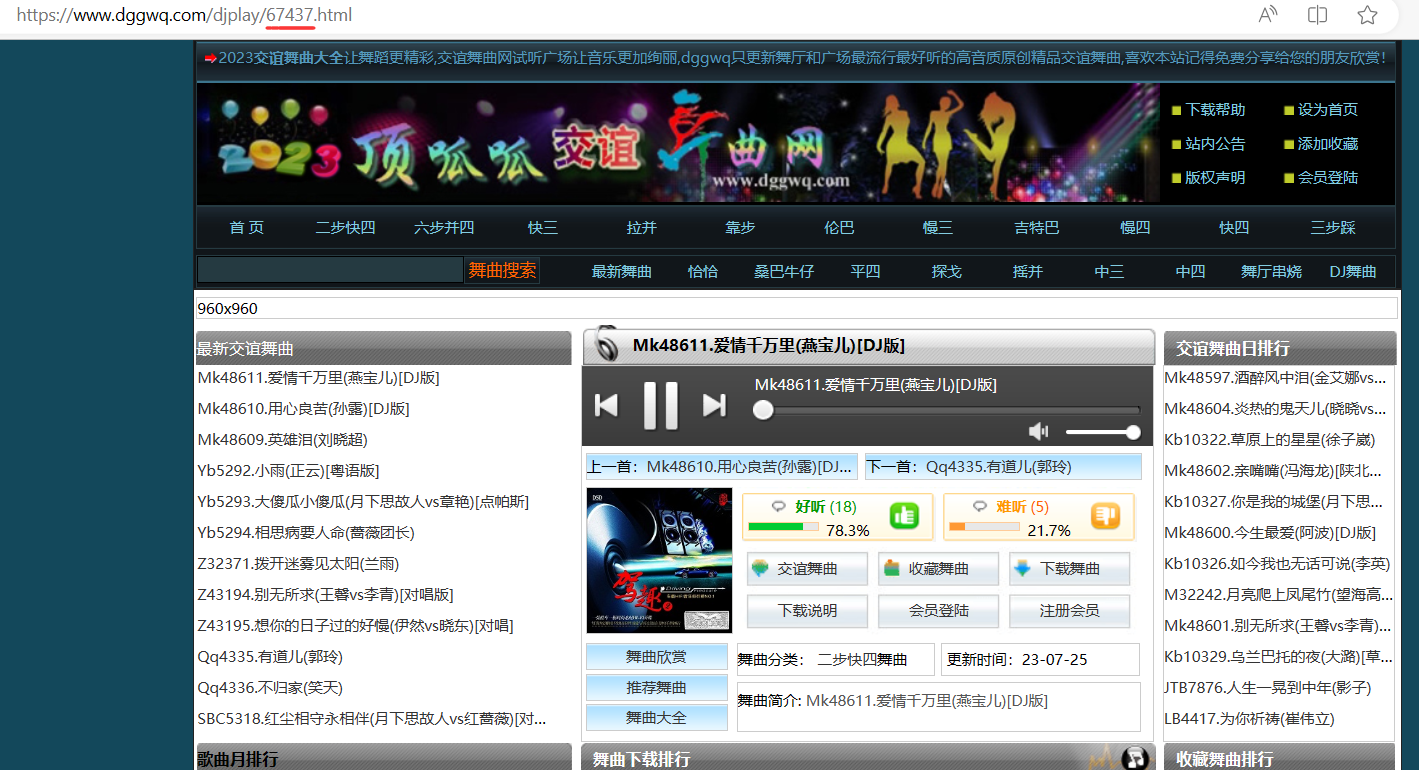 https://www.dggwq.com/djplay/67437.html
2023交谊舞曲大全让舞蹈更精彩,交谊舞曲网试听广场让音乐更加绚丽,dggwq只更新舞厅和广场最流行最好听的高音质原创精品交谊舞曲,喜欢本站记得免费分享给您的朋友欣赏!
2023 顶呱呱交谊舞曲网
www.dggwq.com
下载帮助 设为首页
站内公告 添加收藏
版权声明 会员登陆
首 页 二步快四 六步并四 快三 拉并 靠步 伦巴 慢三 吉特巴 慢四 快四 三步踩
舞曲搜索 最新舞曲 恰恰 桑巴牛仔 平四 探戈 摇并 中三 中四 舞厅串烧 DJ舞曲
960x960
最新交谊舞曲
Mk48611.爱情千万里(燕宝儿)[DJ版]
Mk48610.用心良苦(孙露)[DJ版]
Mk48609.英雄泪(刘晓超)
Yb5292.小雨(正云)[粤语版]
Yb5293.大傻瓜小傻瓜(月下思故人vs章艳)[点帕斯]
Yb5294.相思病要人命(蔷薇团长)
Z32371.拨开迷雾见太阳(兰雨)
Z43194.别无所求(王馨vs李青)[对唱版]
Z43195.想你的日子过的好慢(伊然vs晓东)[对唱]
Qq4335.有道儿(郭玲)
Qq4336.不归家(笑天)
SBC5318.红尘相守永相伴(月下思故人vs红蔷薇)[对...
歌曲月排行
Mk48611.爱情千万里(燕宝儿)[DJ版]
Mk48611.爱情千万里(燕宝儿)[DJ版]
上一首：Mk48610.用心良苦(孙露)[DJ... 下一首：Qq4335.有道儿(郭玲)
DSD
驾趣
Driving
好听 (18) 78.3%
难听 (5) 21.7%
交谊舞曲 收藏舞曲 下载舞曲
下载说明 会员登陆 注册会员
舞曲欣赏
推荐舞曲
舞曲大全
舞曲分类： 二步快四舞曲 更新时间：23-07-25
舞曲简介: Mk48611.爱情千万里(燕宝儿)[DJ版]
舞曲下载排行
交谊舞曲日排行
Mk48597.酒醉风中泪(金艾娜vs...
Mk48604.炎热的鬼天儿(晓晓vs...
Kb10322.草原上的星星(徐子崴)
Mk48602.亲嘴嘴(冯海龙)[陕北...
Kb10327.你是我的城堡(月下思...
Mk48600.今生最爱(阿波)[DJ版]
Kb10326.如今我也无话可说(李英)
M32242.月亮爬上凤尾竹(望海高...
Mk48601.别无所求(王馨vs李青)...
Kb10329.乌兰巴托的夜(大潞)[草...
JTB7876.人生一晃到中年(影子)
LB4417.为你祈祷(崔伟立)
收藏舞曲排行